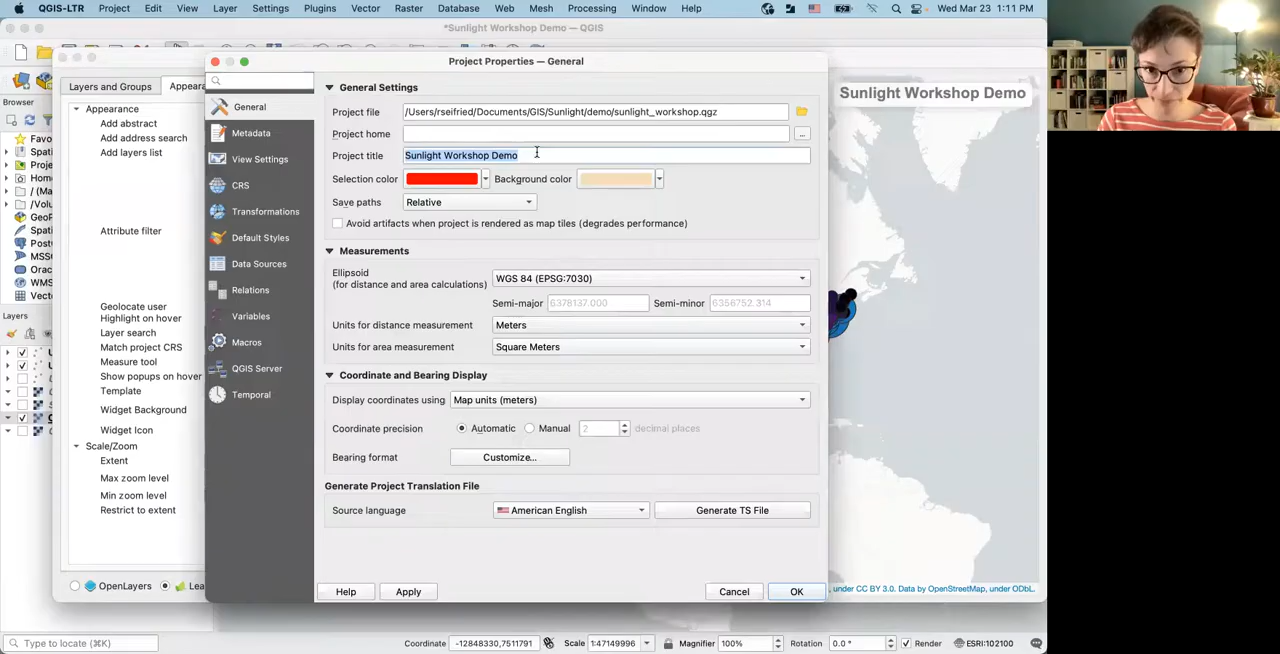 QGIS-LTR Project Edit View Layer Settings Plugins Vector Raster Database Web Mesh Processing Window Help Wed Mar 23 1:11 PM
*Sunlight Workshop Demo — QGIS
Project Properties — General
Layers and Groups
Browser
Appearance
Add abstract
Add address search
Add layers list
Attribute filter
Geolocate user
Highlight on hover
Layer search
Match project CRS
Measure tool
Show popups on hover
Template
Widget Background
Widget Icon
Scale/Zoom
Extent
Max zoom level
Min zoom level
Restrict to extent
OpenLayers
Layers
General
Metadata
View Settings
CRS
Transformations
Default Styles
Data Sources
Relations
Variables
Macros
QGIS Server
Temporal
General Settings
Project file /Users/rseifried/Documents/GIS/Sunlight/demo/sunlight_workshop.qgz
Project home
...
Project title Sunlight Workshop Demo
Selection color Background color
Save paths Relative
Avoid artifacts when project is rendered as map tiles (degrades performance)
Measurements
Ellipsoid
(for distance and area calculations) WGS 84 (EPSG:7030)
Semi-major 6378137.000 Semi-minor 6356752.314
Units for distance measurement Meters
Units for area measurement Square Meters
Coordinate and Bearing Display
Display coordinates using Map units (meters)
Coordinate precision Automatic Manual 2 decimal places
Bearing format Customize...
Generate Project Translation File
Source language American English Generate TS File
Help Apply Cancel OK
Sunlight Workshop Demo
under CC BY 3.0. Data by OpenStreetMap, under ODbL.
Type to locate (⌘K) Coordinate -12848330,7511791 Scale 1:47149996 Magnifier 100% Rotation 0.0 ° Render ESRI:102100